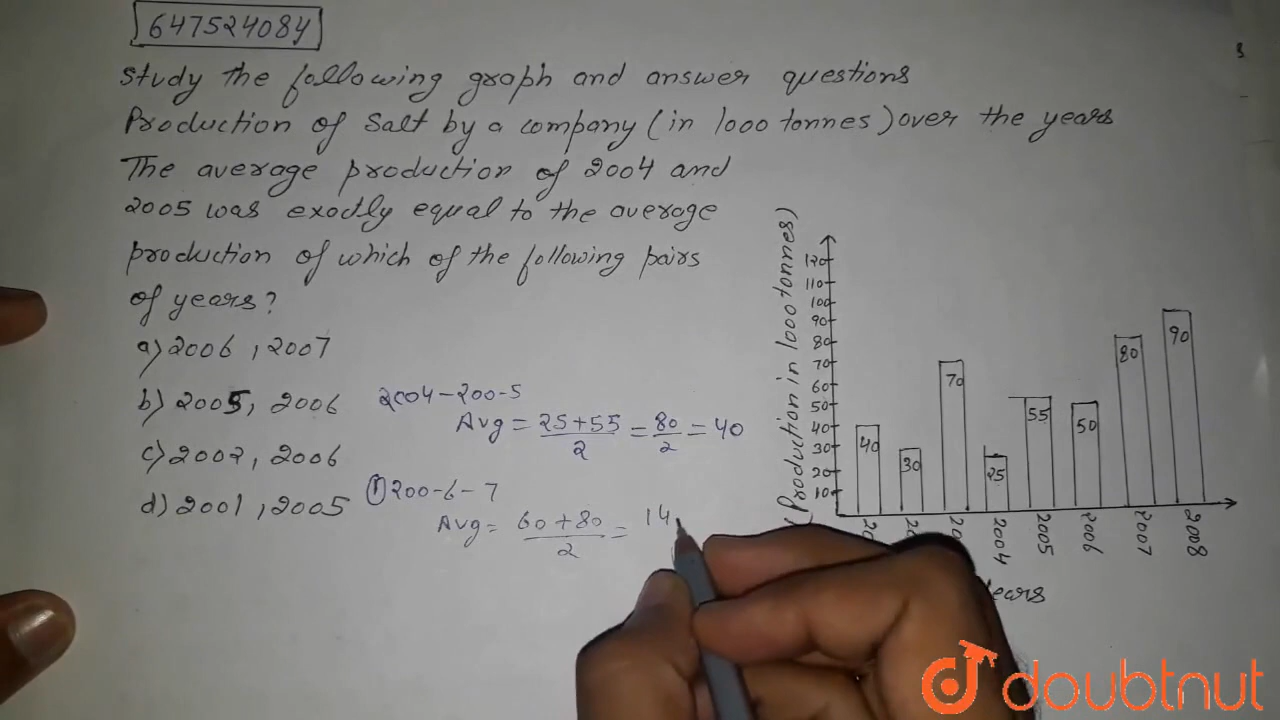 647524084
Study the following graph and answer questions
Production of Salt by a company (in 1000 tonnes) over the years
The average production of 2004 and
2005 was exactly equal to the average
production of which of the following pairs
of years?
a) 2006, 2007
b) 2005, 2006
c) 2007, 2006
d) 2001, 2005
2004-200-5
Avg = 25+55/2 = 80/2 = 40
① 200-6-7
Avg = 60+80/2 = 14
(Production in 1000 tonnes)
120
110
100
90
80
70
60
50
40
30
20
10
40
30
70
25
55
50
80
90
2004
2005
2006
2007
2008
ears
doubtnut